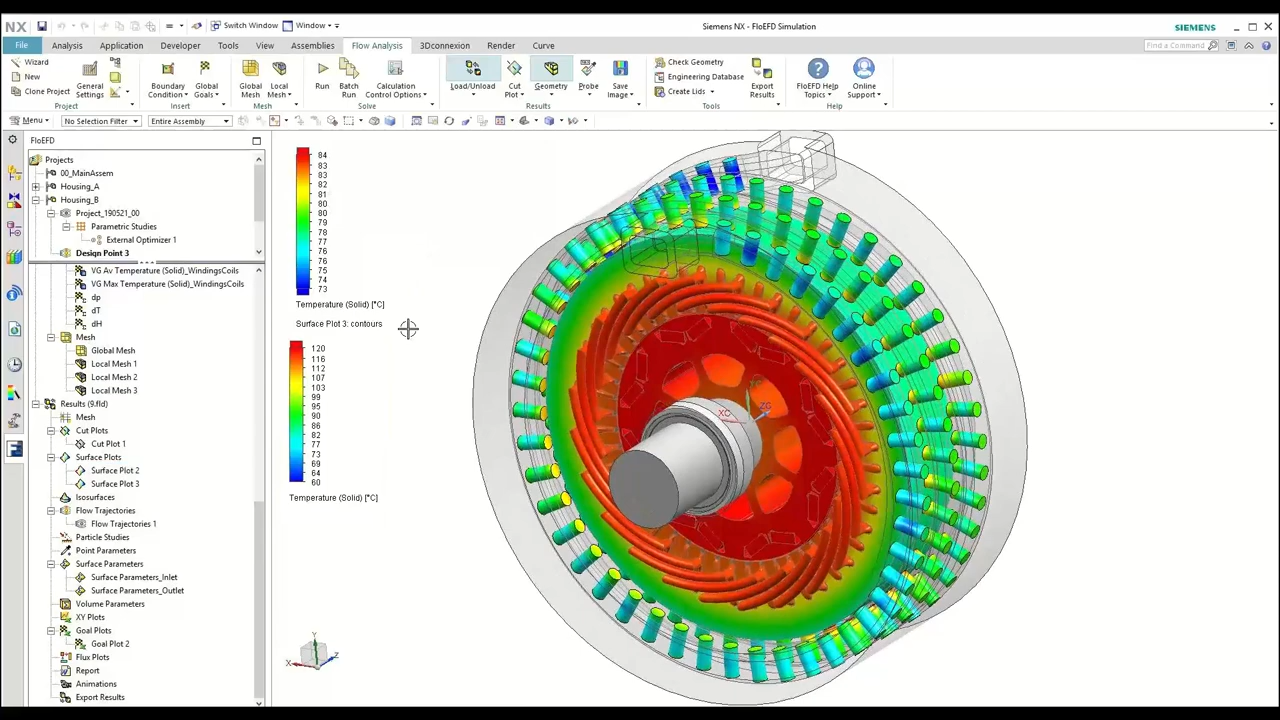 NX
Switch Window Window
Siemens NX - FloEFD Simulation
SIEMENS
File Analysis Application Developer Tools View Assemblies Flow Analysis 3Dconnexion Render Curve
Find a Command
Wizard
New
Clone Project
General Settings
Boundary Condition
Global Goals
Global Mesh
Local Mesh
Run
Batch Run
Calculation Control Options
Load/Unload
Cut Plot
Geometry
Probe
Save Image
Check Geometry
Engineering Database
Create Lids
Export Results
FloEFD Help Topics
Online Support
Project Insert Mesh Solve Results Tools Help
Menu No Selection Filter Entire Assembly
FloEFD
Projects
00_MainAssem
Housing_A
Housing_B
Project_190521_00
Parametric Studies
External Optimizer 1
Design Point 3
VG Av Temperature (Solid)_WindingsCoils
VG Max Temperature (Solid)_WindingsCoils
dp
dT
dH
Mesh
Global Mesh
Local Mesh 1
Local Mesh 2
Local Mesh 3
Results (9.fld)
Mesh
Cut Plots
Cut Plot 1
Surface Plots
Surface Plot 2
Surface Plot 3
Isosurfaces
Flow Trajectories
Flow Trajectories 1
Particle Studies
Point Parameters
Surface Parameters
Surface Parameters_Inlet
Surface Parameters_Outlet
Volume Parameters
XY Plots
Goal Plots
Goal Plot 2
Flux Plots
Report
Animations
Export Results
84
83
83
82
81
80
80
79
78
77
76
76
75
74
73
Temperature (Solid) [°C]
Surface Plot 3: contours
120
116
112
107
103
99
95
90
86
82
77
73
69
64
60
Temperature (Solid) [°C]
XC
ZC
Y
X
Z